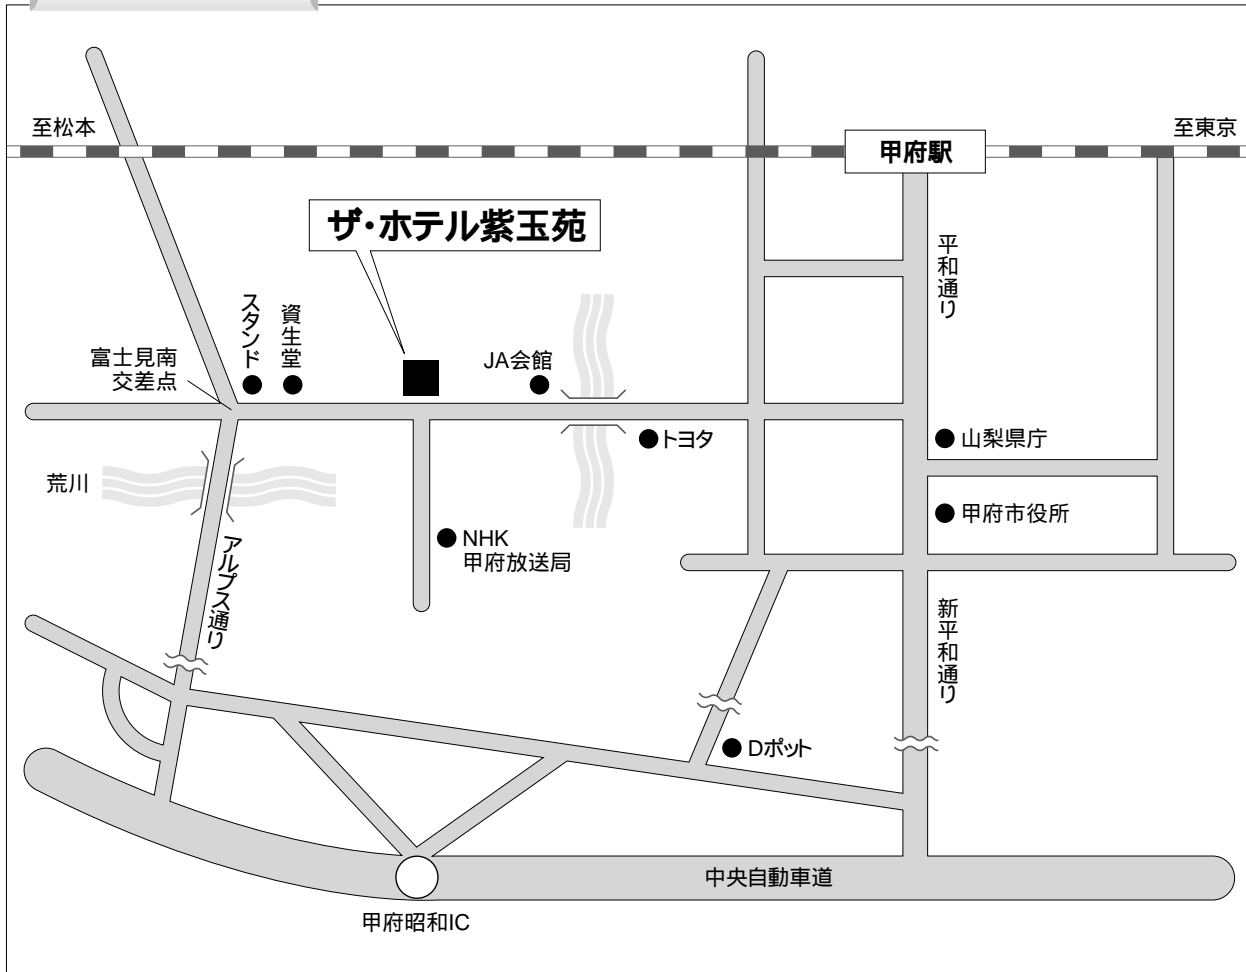 至松本
甲府駅
至東京
ザ・ホテル紫玉苑
平和通り
スタンド
資生堂
富士見南
交差点
JA会館
トヨタ
山梨県庁
荒川
甲府市役所
NHK
甲府放送局
アルプス通り
新平和通り
Dポット
中央自動車道
甲府昭和IC